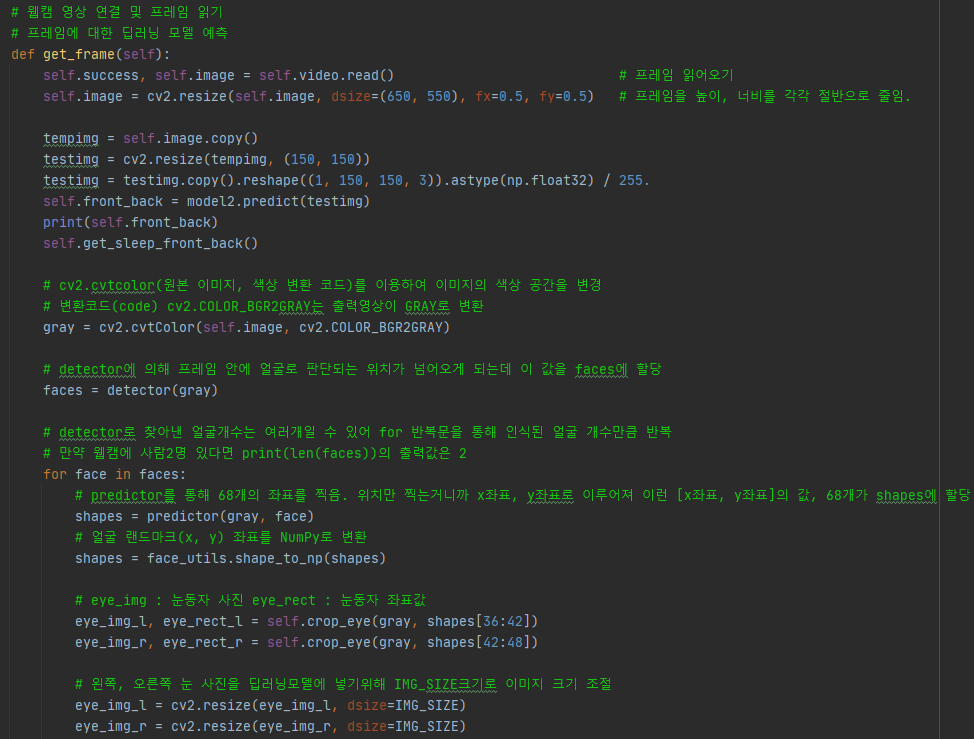 # 웹캠 영상 연결 및 프레임 읽기
# 프레임에 대한 딥러닝 모델 예측
def get_frame(self):
    self.success, self.image = self.video.read()                            # 프레임 읽어오기
    self.image = cv2.resize(self.image, dsize=(650, 550), fx=0.5, fy=0.5)   # 프레임을 높이, 너비를 각각 절반으로 줄임.

    tempimg = self.image.copy()
    testimg = cv2.resize(tempimg, (150, 150))
    testimg = testimg.copy().reshape((1, 150, 150, 3)).astype(np.float32) / 255.
    self.front_back = model2.predict(testimg)
    print(self.front_back)
    self.get_sleep_front_back()

    # cv2.cvtcolor(원본 이미지, 색상 변환 코드)를 이용하여 이미지의 색상 공간을 변경
    # 변환코드(code) cv2.COLOR_BGR2GRAY는 출력영상이 GRAY로 변환
    gray = cv2.cvtColor(self.image, cv2.COLOR_BGR2GRAY)

    # detector에 의해 프레임 안에 얼굴로 판단되는 위치가 넘어오게 되는데 이 값을 faces에 할당
    faces = detector(gray)

    # detector로 찾아낸 얼굴개수는 여러개일 수 있어 for 반복문을 통해 인식된 얼굴 개수만큼 반복
    # 만약 웹캠에 사람2명 있다면 print(len(faces))의 출력값은 2
    for face in faces:
        # predictor를 통해 68개의 좌표를 찍음. 위치만 찍는거니까 x좌표, y좌표로 이루어져 이런 [x좌표, y좌표]의 값, 68개가 shapes에 할당
        shapes = predictor(gray, face)
        # 얼굴 랜드마크(x, y) 좌표를 NumPy로 변환
        shapes = face_utils.shape_to_np(shapes)

        # eye_img : 눈동자 사진 eye_rect : 눈동자 좌표값
        eye_img_l, eye_rect_l = self.crop_eye(gray, shapes[36:42])
        eye_img_r, eye_rect_r = self.crop_eye(gray, shapes[42:48])

        # 왼쪽, 오른쪽 눈 사진을 딥러닝모델에 넣기위해 IMG_SIZE크기로 이미지 크기 조절
        eye_img_l = cv2.resize(eye_img_l, dsize=IMG_SIZE)
        eye_img_r = cv2.resize(eye_img_r, dsize=IMG_SIZE)